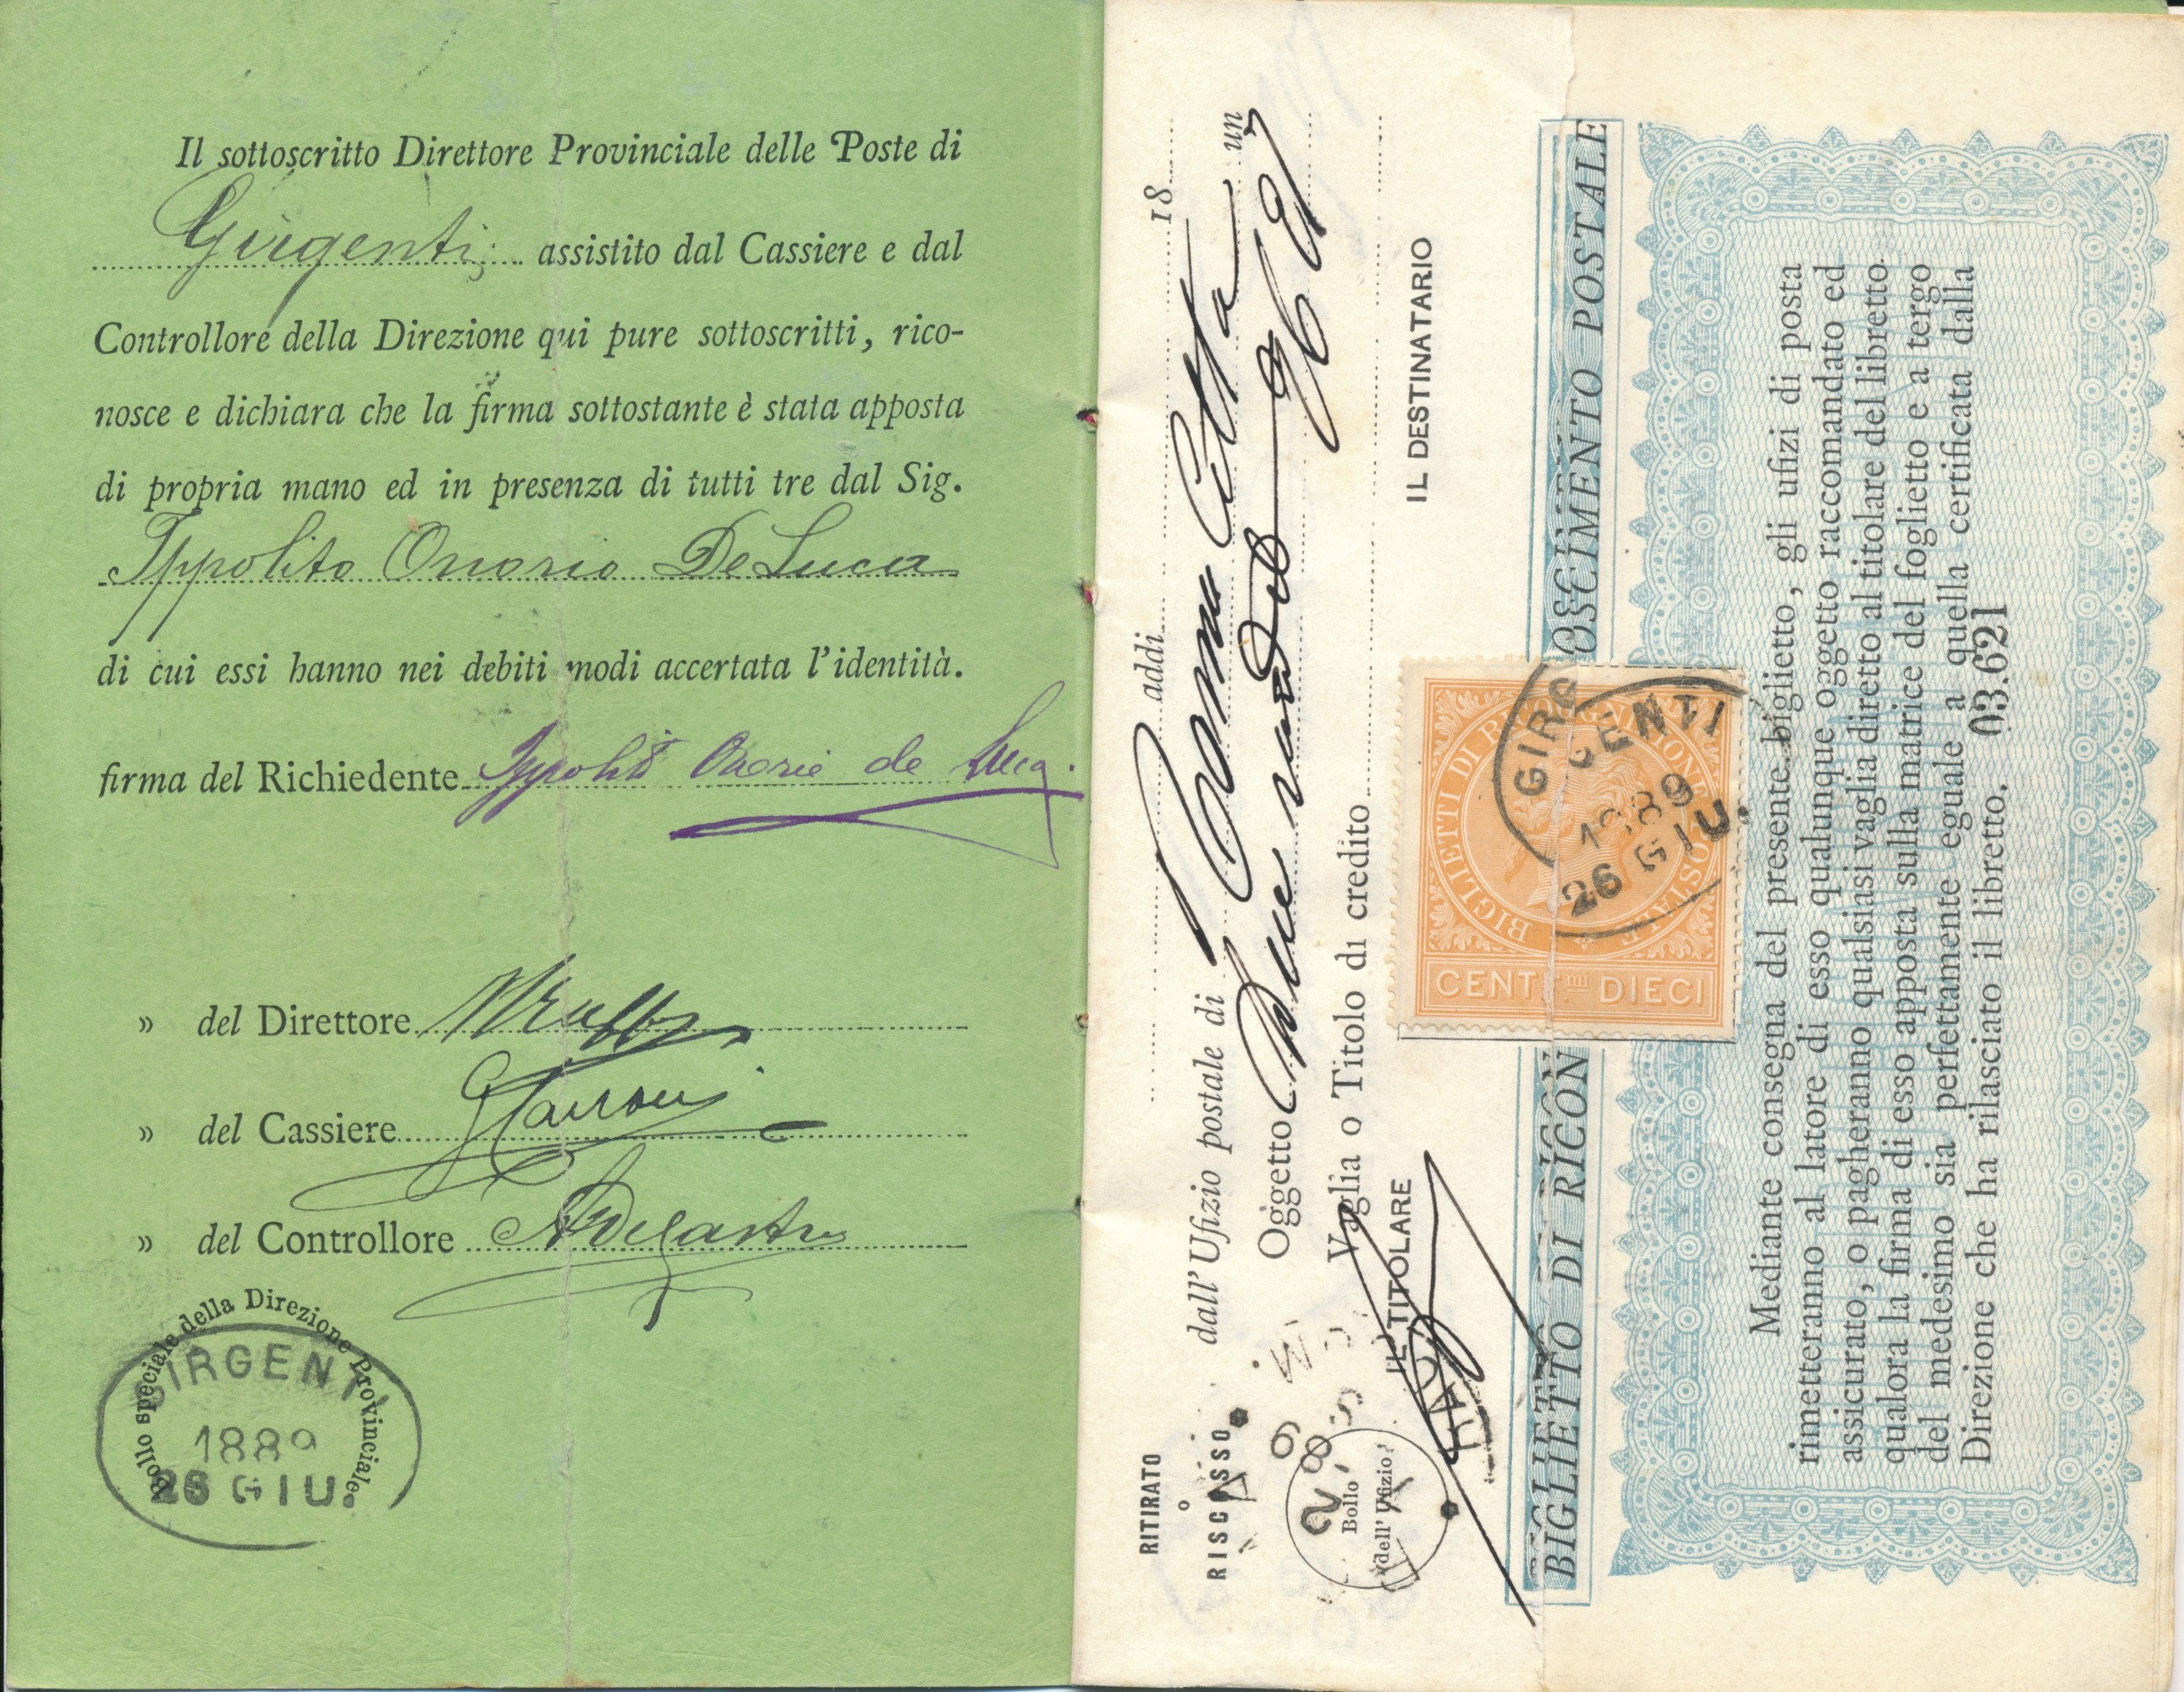 Il sottoscritto Direttore Provinciale delle Poste di
Girgenti assistito dal Cassiere e dal
Controllore della Direzione qui pure sottoscritti, rico-
nosce e dichiara che la firma sottostante è stata apposta
di propria mano ed in presenza di tutti tre dal Sig.
Ippolito Onorio De Luca
di cui essi hanno nei debiti modi accertata l'identità.
firma del Richiedente Ippolito Onorio de Luca
» del Direttore
» del Cassiere
» del Controllore
Bollo speciale della Direzione Provinciale
GIRGENTI
1889
26 GIU.
RITIRATO
o
RISCOSSO
dall' Ufizio postale di Roma addì 18
Oggetto un
Vaglia o Titolo di credito
Bollo
dell' Ufizio
IL TITOLARE
IL DESTINATARIO
BIGLIETTO DI RICONOSCIMENTO POSTALE
BIGLIETTI DI RICOGNIZIONE POSTALE
CENT.mi DIECI
GIRGENTI
1889
26 GIU.
Mediante consegna del presente biglietto, gli ufizi di posta
rimetteranno al latore di esso qualunque oggetto raccomandato ed
assicurato, o pagheranno qualsiasi vaglia diretto al titolare del libretto
qualora la firma di esso apposta sulla matrice del foglietto e a tergo
del medesimo sia perfettamente eguale a quella certificata dalla
Direzione che ha rilasciato il libretto. 03.621